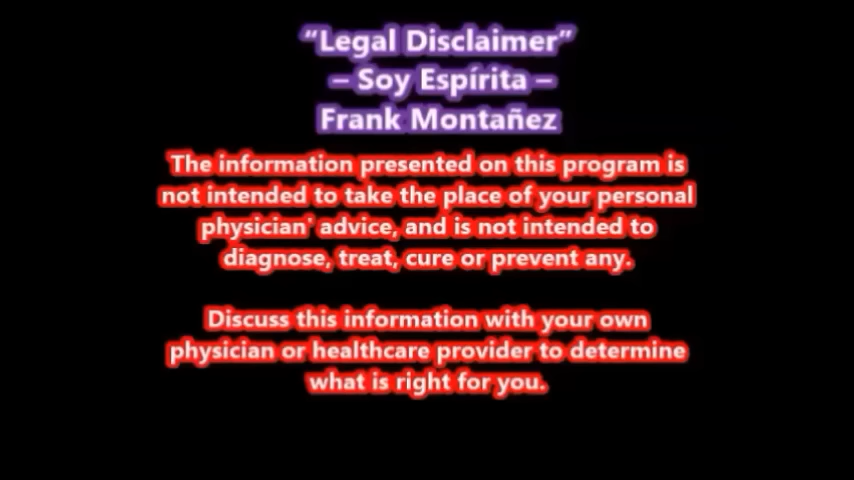 “Legal Disclaimer”
– Soy Espírita –
Frank Montañez
The information presented on this program is
not intended to take the place of your personal
physician' advice, and is not intended to
diagnose, treat, cure or prevent any.
Discuss this information with your own
physician or healthcare provider to determine
what is right for you.